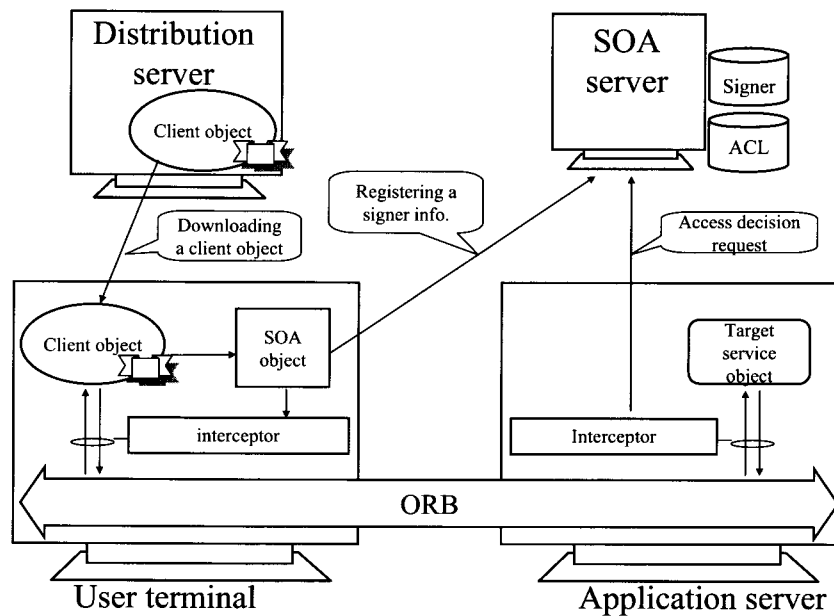 Distribution
server
Client object
SOA
server
Signer
ACL
Registering a
signer info.
Downloading
a client object
Access decision
request
Client object
SOA
object
Target
service
object
interceptor
Interceptor
ORB
User terminal
Application server